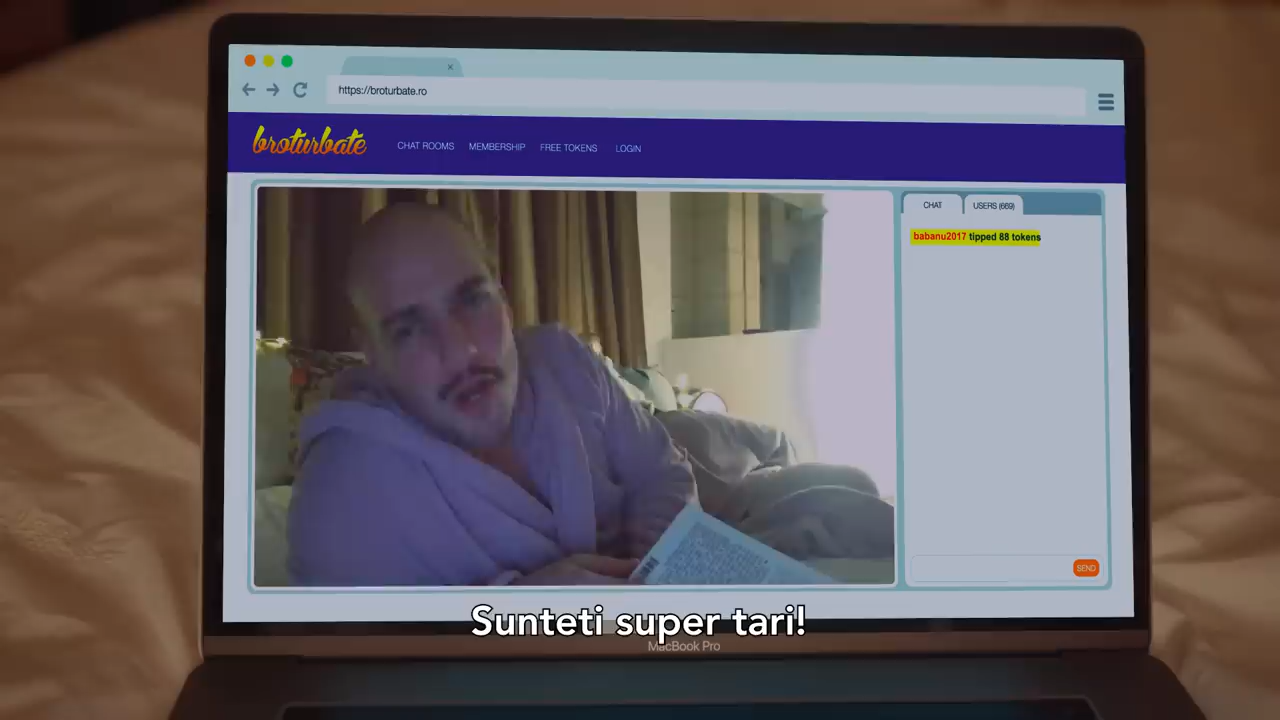 https://broturbate.ro
broturbate
CHAT ROOMS MEMBERSHIP FREE TOKENS LOGIN
CHAT USERS (669)
babanu2017 tipped 88 tokens
SEND
Sunteti super tari!
MacBook Pro